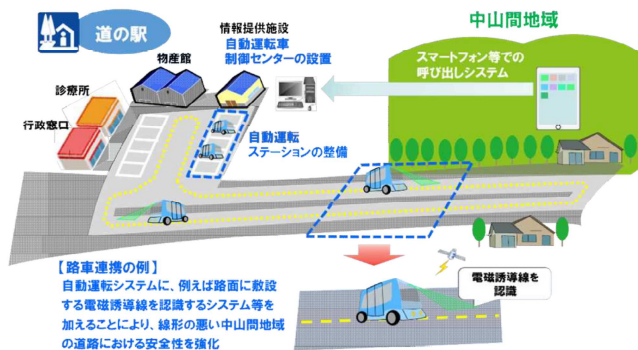 道の駅
情報提供施設
自動運転車
制御センターの設置
物産館
診療所
行政窓口
自動運転
ステーションの整備
中山間地域
スマートフォン等での
呼び出しシステム
【路車連携の例】
自動運転システムに、例えば路面に敷設
する電磁誘導線を認識するシステム等を
加えることにより、線形の悪い中山間地域
の道路における安全性を強化
電磁誘導線を
認識